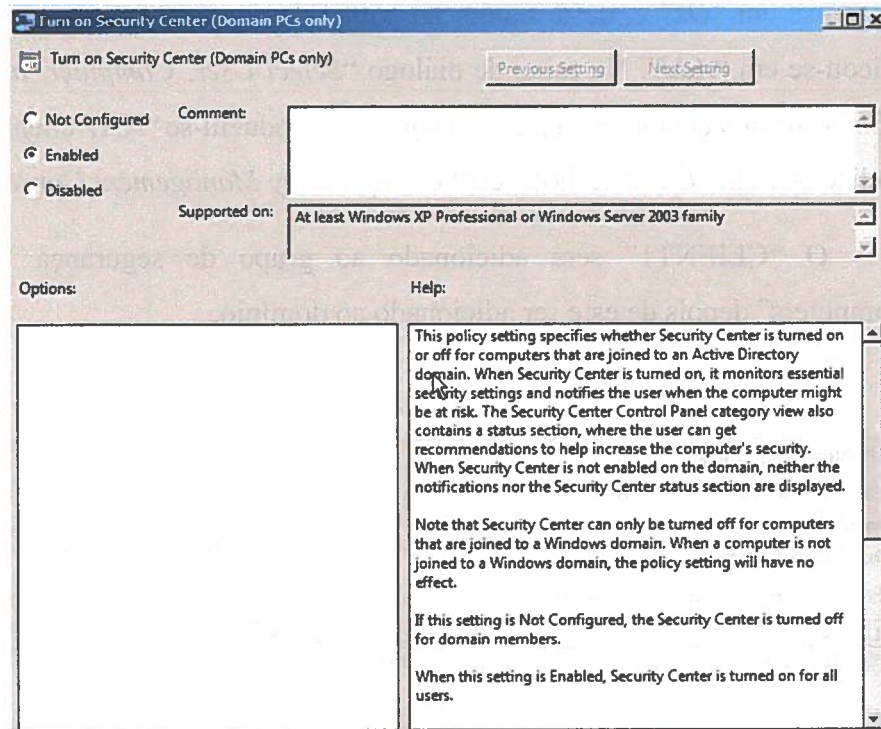 Turn on Security Center (Domain PCs only)
Turn on Security Center (Domain PCs only)
Previous Setting
Next Setting
Not Configured
Comment:
Enabled
Disabled
Supported on:
At least Windows XP Professional or Windows Server 2003 family
Options:
Help:
This policy setting specifies whether Security Center is turned on
or off for computers that are joined to an Active Directory
domain. When Security Center is turned on, it monitors essential
security settings and notifies the user when the computer might
be at risk. The Security Center Control Panel category view also
contains a status section, where the user can get
recommendations to help increase the computer's security.
When Security Center is not enabled on the domain, neither the
notifications nor the Security Center status section are displayed.
Note that Security Center can only be turned off for computers
that are joined to a Windows domain. When a computer is not
joined to a Windows domain, the policy setting will have no
effect.
If this setting is Not Configured, the Security Center is turned off
for domain members.
When this setting is Enabled, Security Center is turned on for all
users.